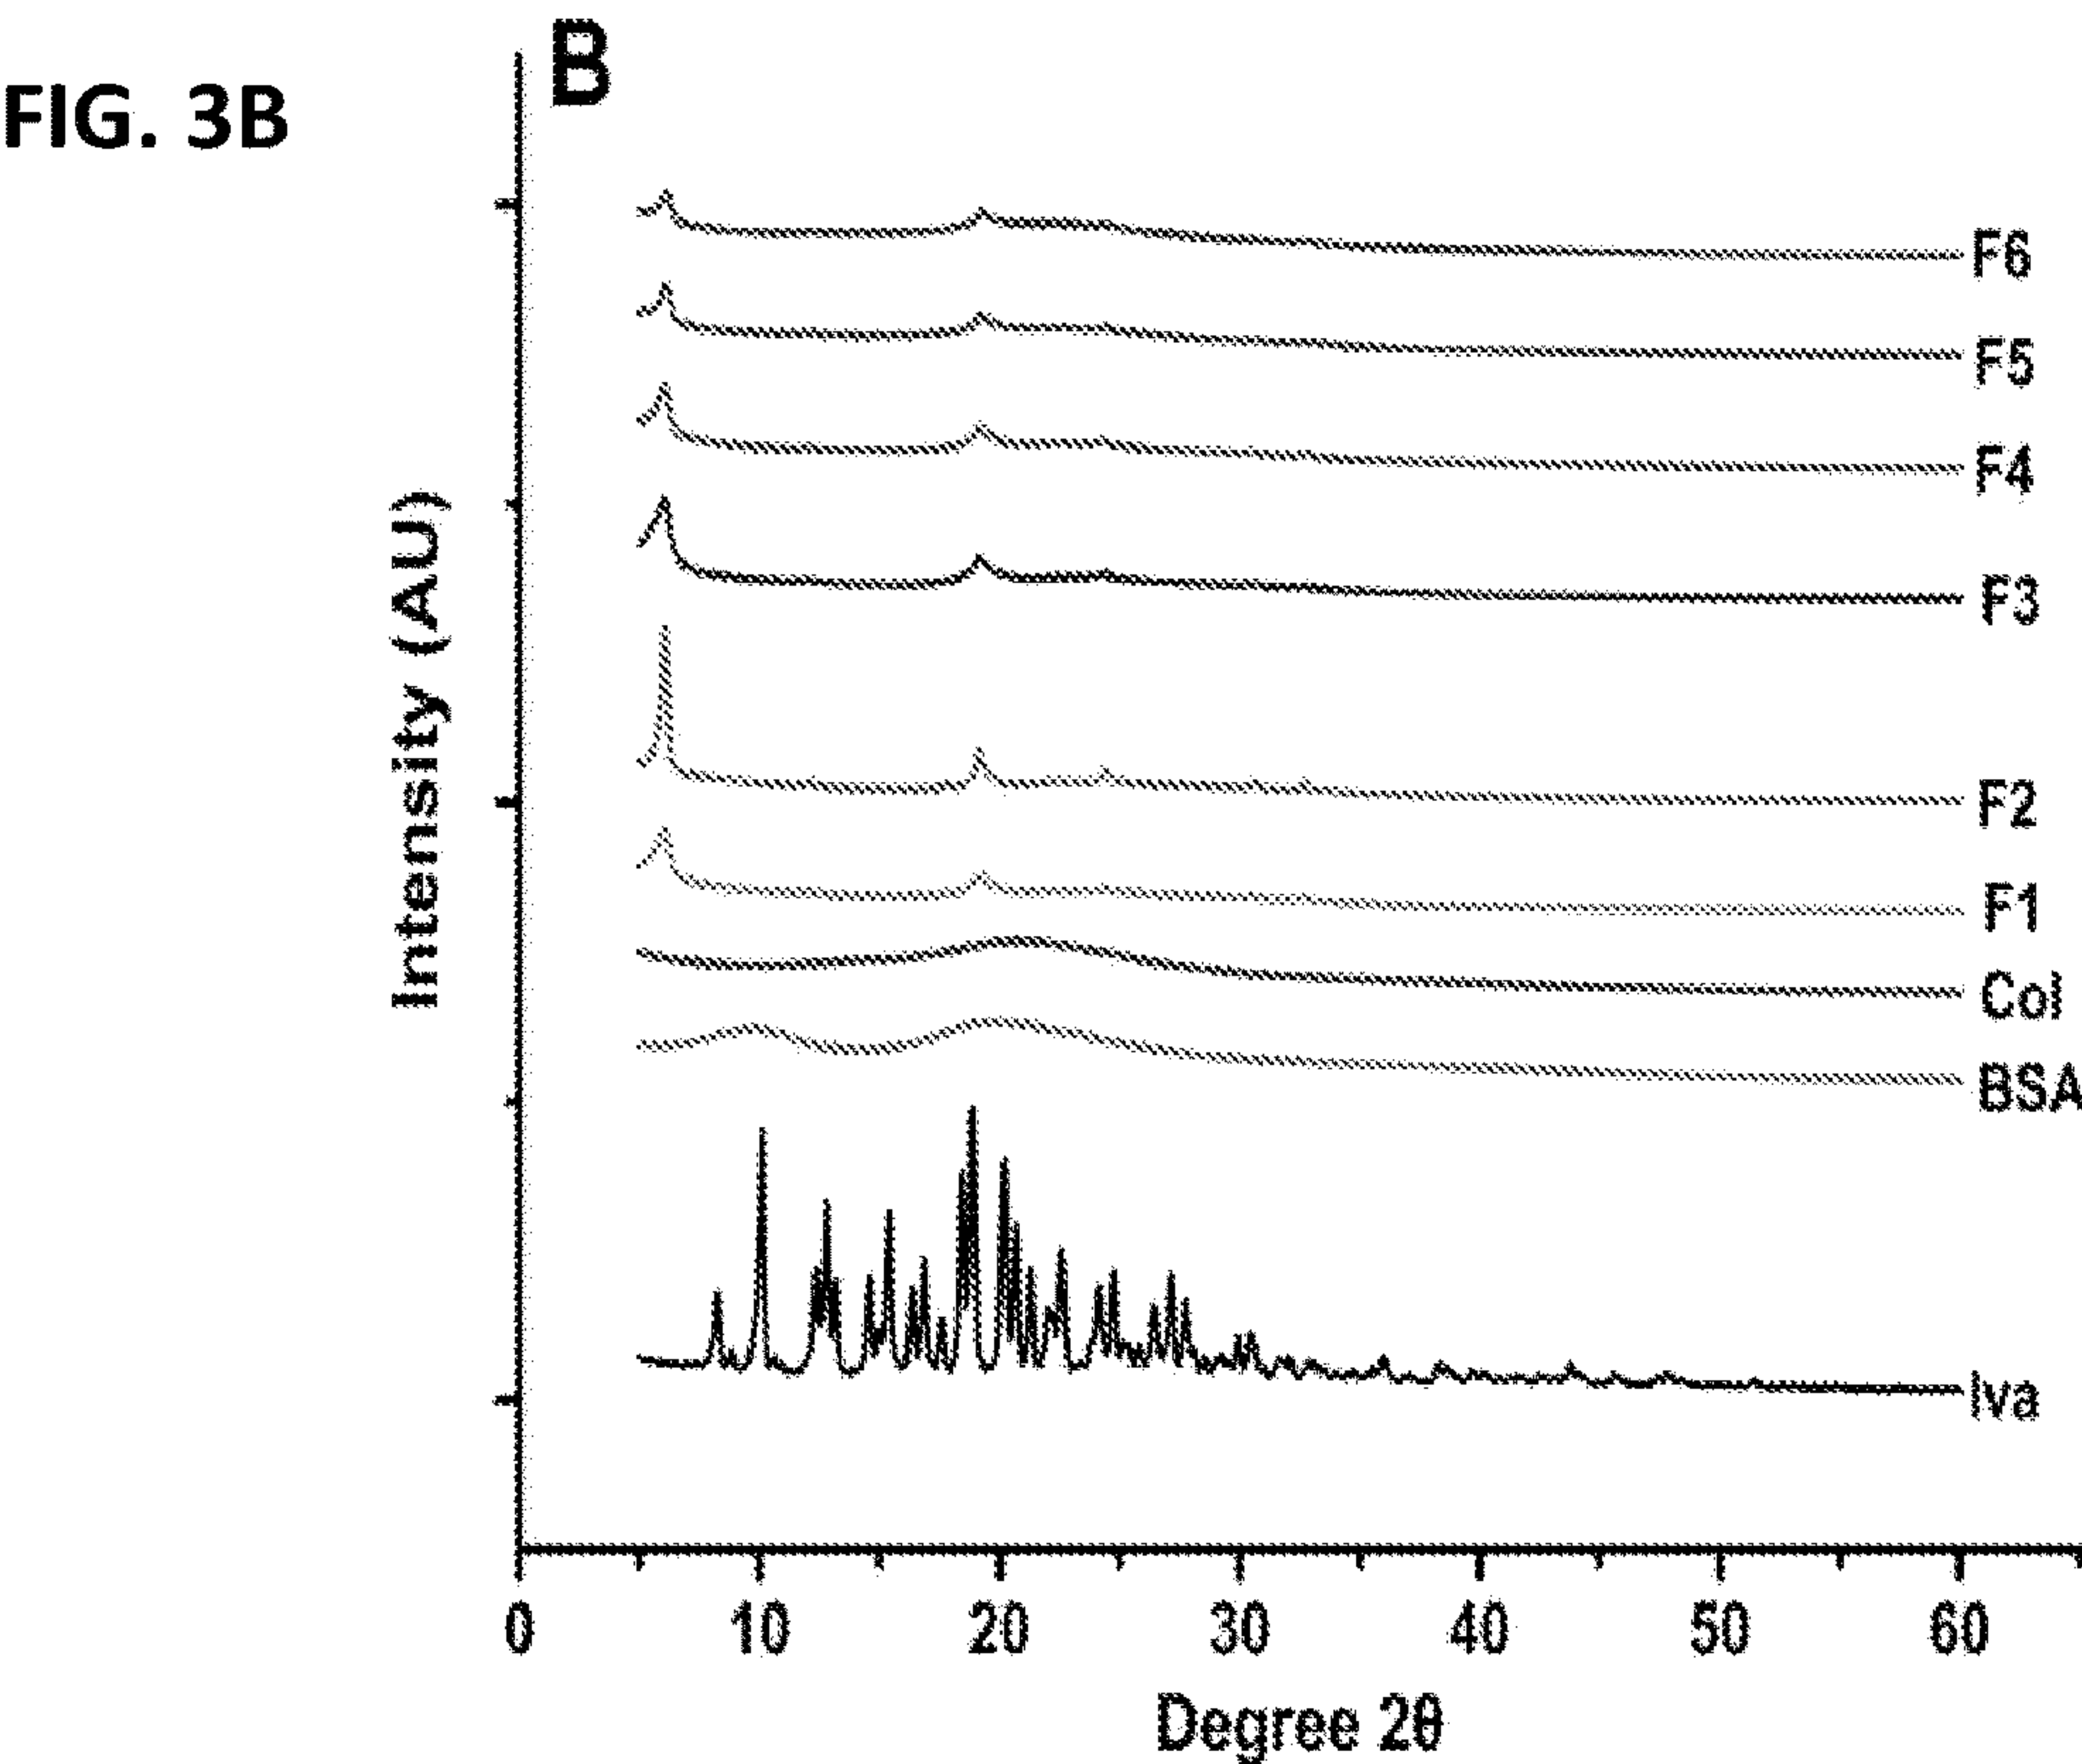 FIG. 3B
B
Intensity (AU)
F6
F5
F4
F3
F2
F1
Col
BSA
Iva
0 10 20 30 40 50 60
Degree 2θ